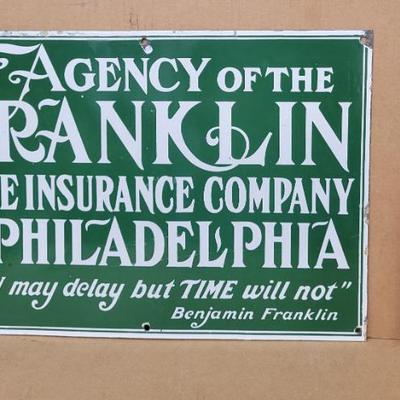 AGENCY OF THE
RANKLIN
E INSURANCE COMPANY
PHILADELPHIA
may delay but TIME will not"
Benjamin Franklin